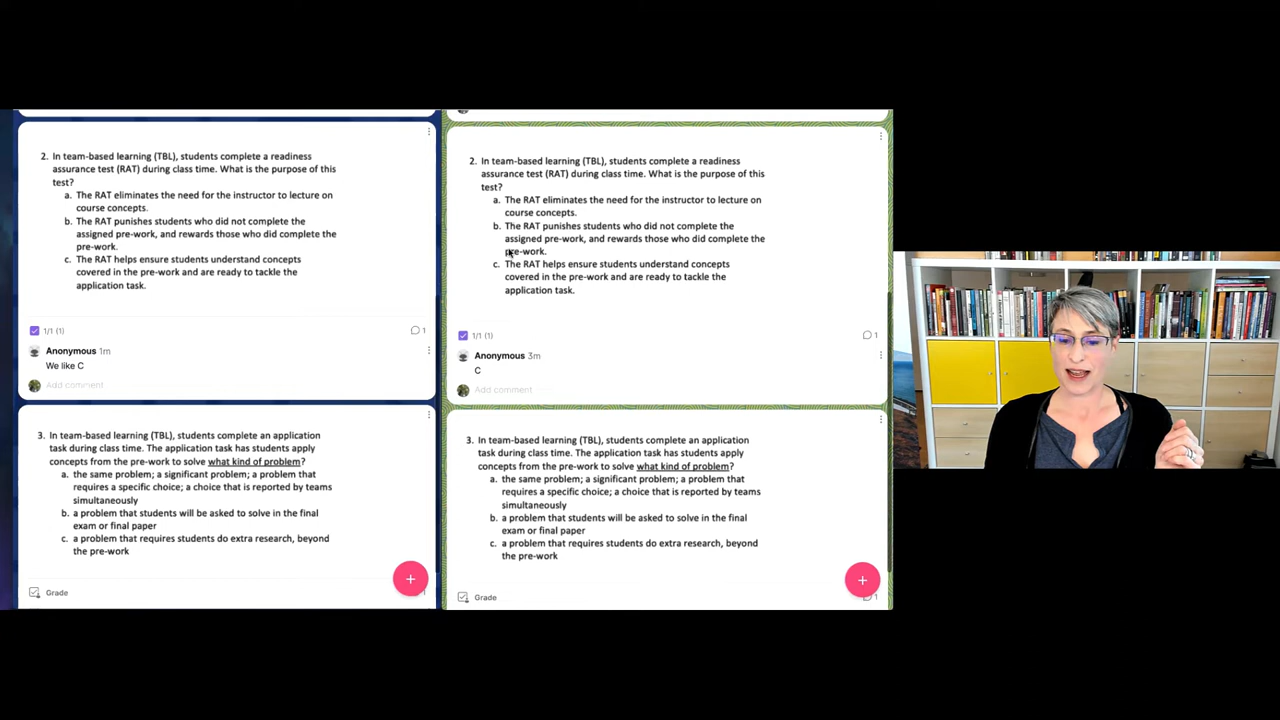 2. In team-based learning (TBL), students complete a readiness
assurance test (RAT) during class time. What is the purpose of this
test?
a. The RAT eliminates the need for the instructor to lecture on
course concepts.
b. The RAT punishes students who did not complete the
assigned pre-work, and rewards those who did complete the
pre-work.
c. The RAT helps ensure students understand concepts
covered in the pre-work and are ready to tackle the
application task.
1/1 (1)
1
Anonymous 1m
We like C
Add comment
3. In team-based learning (TBL), students complete an application
task during class time. The application task has students apply
concepts from the pre-work to solve what kind of problem?
a. the same problem; a significant problem; a problem that
requires a specific choice; a choice that is reported by teams
simultaneously
b. a problem that students will be asked to solve in the final
exam or final paper
c. a problem that requires students do extra research, beyond
the pre-work
+
Grade
1
2. In team-based learning (TBL), students complete a readiness
assurance test (RAT) during class time. What is the purpose of this
test?
a. The RAT eliminates the need for the instructor to lecture on
course concepts.
b. The RAT punishes students who did not complete the
assigned pre-work, and rewards those who did complete the
pre-work.
c. The RAT helps ensure students understand concepts
covered in the pre-work and are ready to tackle the
application task.
1/1 (1)
1
Anonymous 3m
C
Add comment
3. In team-based learning (TBL), students complete an application
task during class time. The application task has students apply
concepts from the pre-work to solve what kind of problem?
a. the same problem; a significant problem; a problem that
requires a specific choice; a choice that is reported by teams
simultaneously
b. a problem that students will be asked to solve in the final
exam or final paper
c. a problem that requires students do extra research, beyond
the pre-work
+
Grade
1